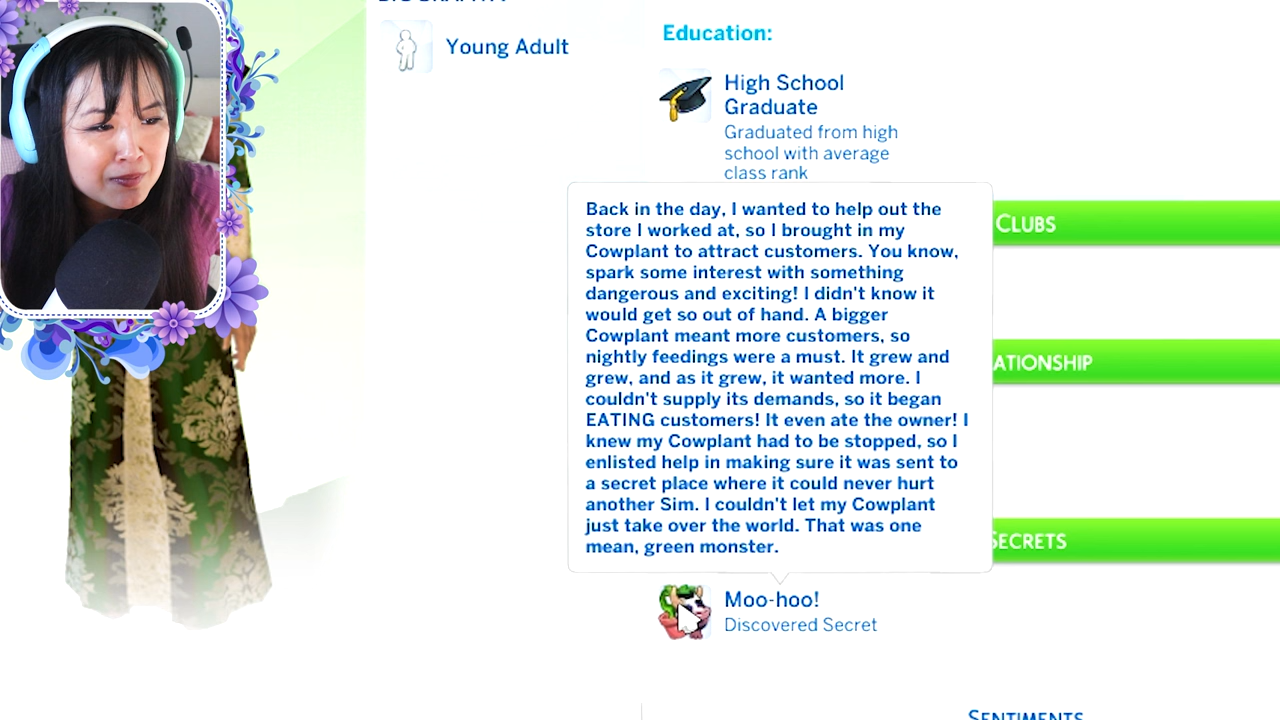 Young Adult
Education:
High School
Graduate
Graduated from high
school with average
class rank
Back in the day, I wanted to help out the
store I worked at, so I brought in my
Cowplant to attract customers. You know,
spark some interest with something
dangerous and exciting! I didn't know it
would get so out of hand. A bigger
Cowplant meant more customers, so
nightly feedings were a must. It grew and
grew, and as it grew, it wanted more. I
couldn't supply its demands, so it began
EATING customers! It even ate the owner! I
knew my Cowplant had to be stopped, so I
enlisted help in making sure it was sent to
a secret place where it could never hurt
another Sim. I couldn't let my Cowplant
just take over the world. That was one
mean, green monster.
CLUBS
ATIONSHIP
SECRETS
Moo-hoo!
Discovered Secret
SENTIMENTS